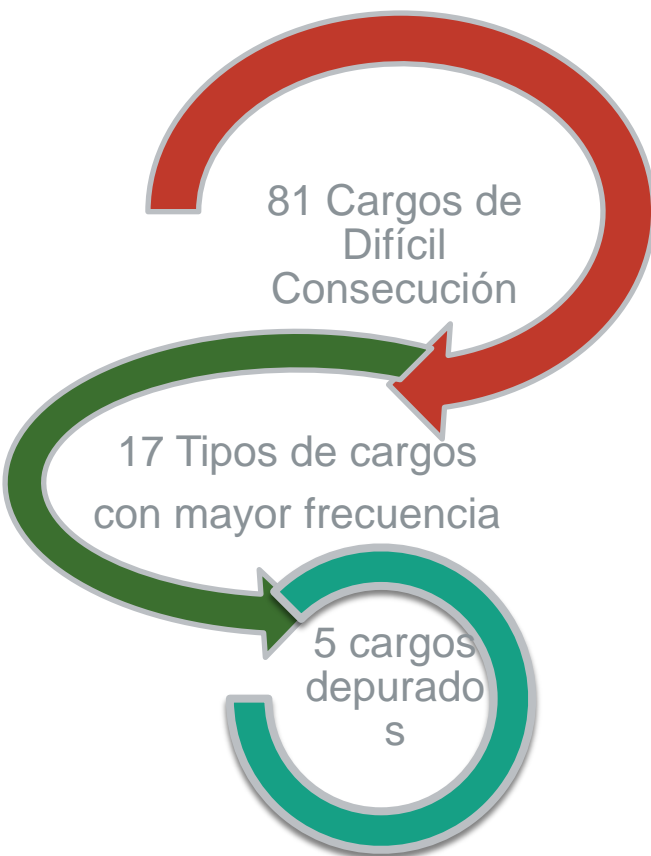 81 Cargos de
Difícil
Consecución
17 Tipos de cargos
con mayor frecuencia
5 cargos
depurado
s